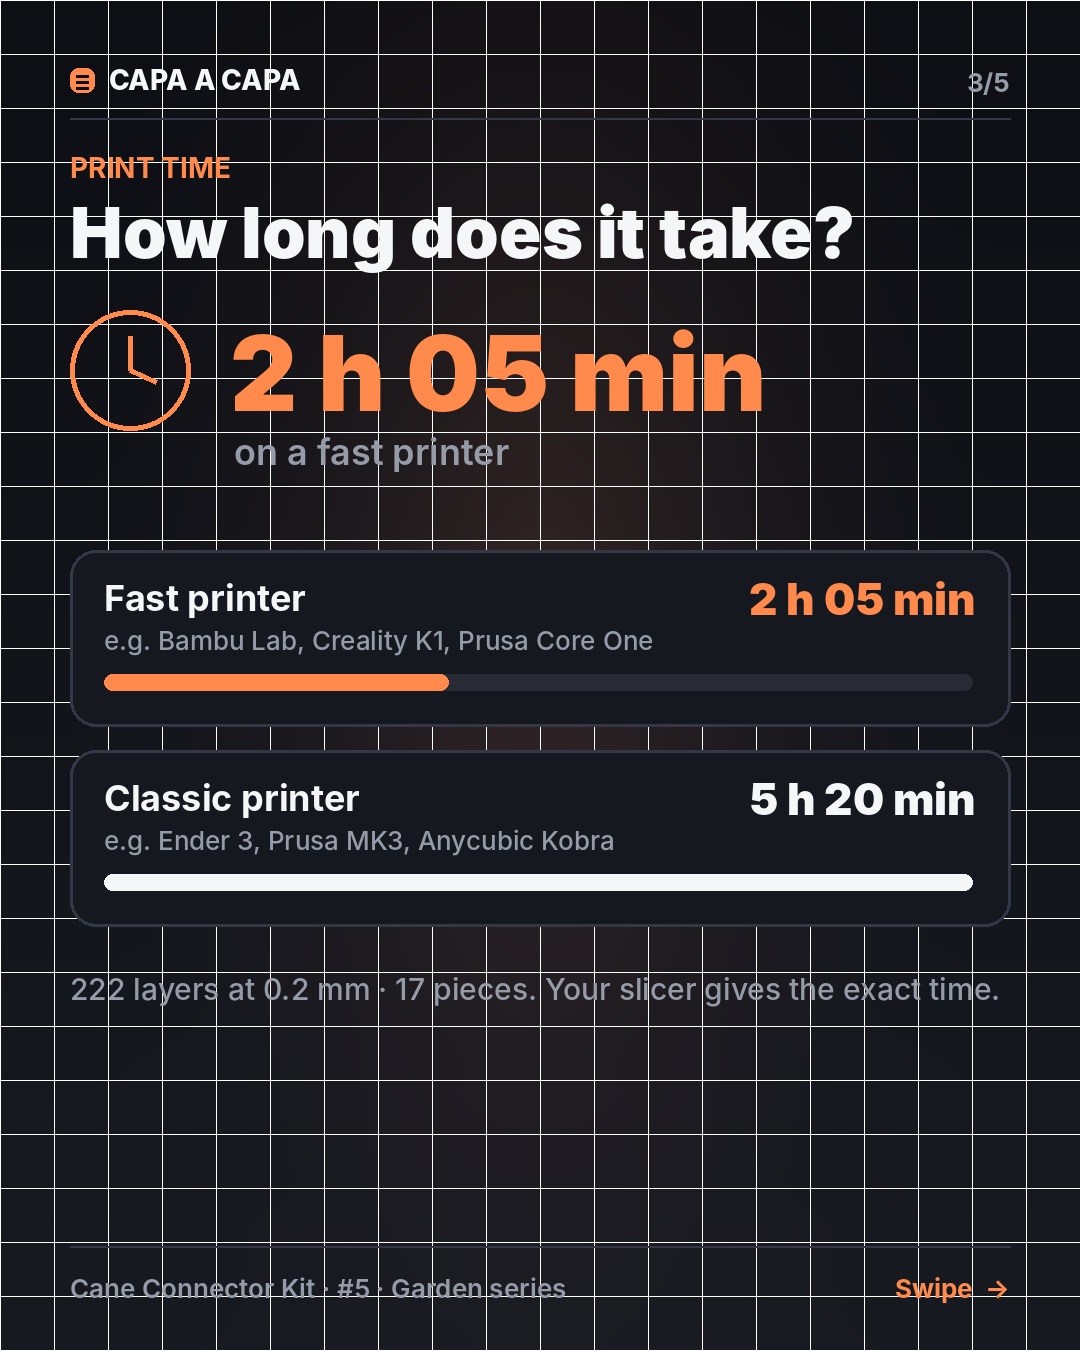 CAPA A CAPA
3/5
PRINT TIME
How long does it take?
2 h 05 min
on a fast printer
Fast printer
2 h 05 min
e.g. Bambu Lab, Creality K1, Prusa Core One
Classic printer
5 h 20 min
e.g. Ender 3, Prusa MK3, Anycubic Kobra
222 layers at 0.2 mm · 17 pieces. Your slicer gives the exact time.
Cane Connector Kit · #5 · Garden series
Swipe →